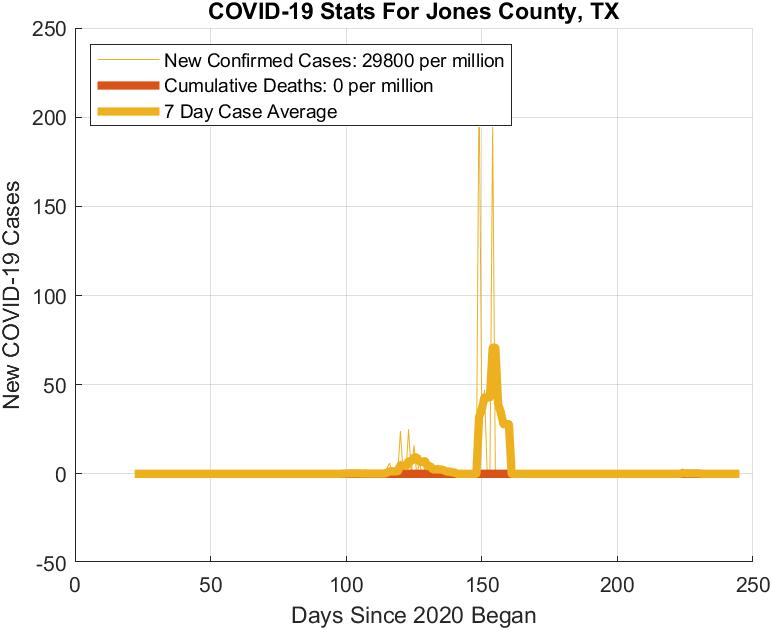 COVID-19 Stats For Jones County, TX
250
New Confirmed Cases: 29800 per million
Cumulative Deaths: 0 per million
7 Day Case Average
200
150
100
50
0
-50
New COVID-19 Cases
0 50 100 150 200 250
Days Since 2020 Began